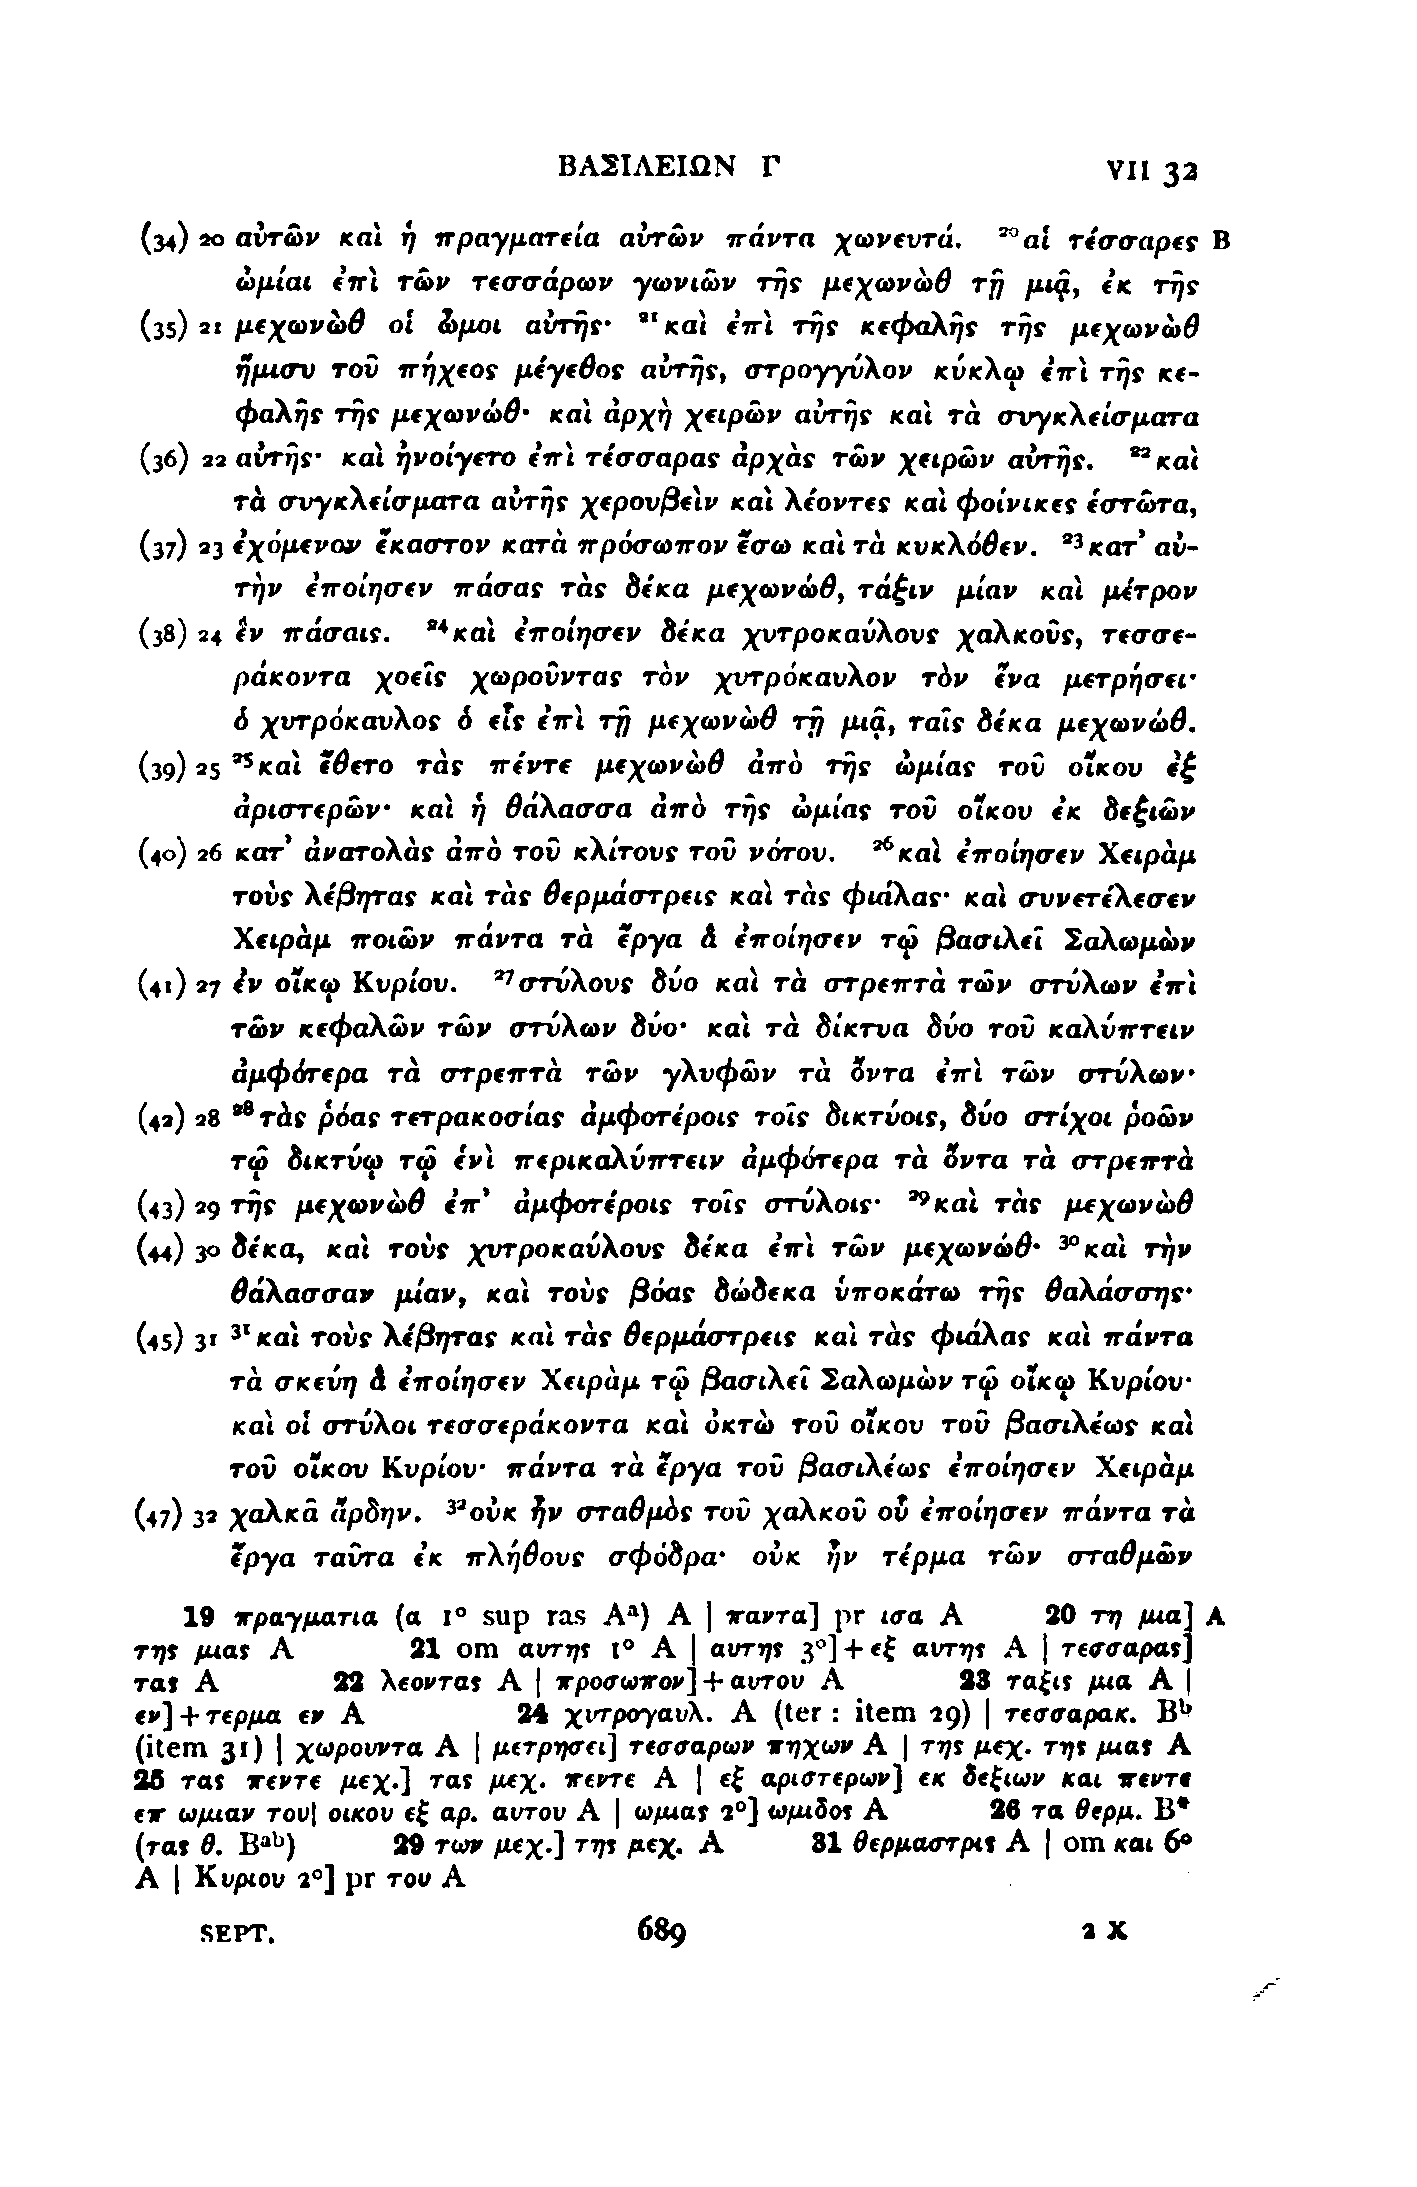 ΒΑΣΙΛΕΙΩΝ Γ VII 32
(34) 20 αὐτῶν καὶ ἡ πραγματεία αὐτῶν πάντα χωνευτά. ²⁰αἱ τέσσαρες B
ὠμίαι ἐπὶ τῶν τεσσάρων γωνιῶν τῆς μεχωνὼθ τῇ μιᾷ, ἐκ τῆς
(35) 21 μεχωνὼθ οἱ ὦμοι αὐτῆς· ²¹καὶ ἐπὶ τῆς κεφαλῆς τῆς μεχωνὼθ
ἥμισυ τοῦ πήχεος μέγεθος αὐτῆς, στρογγύλον κύκλῳ ἐπὶ τῆς κε-
φαλῆς τῆς μεχωνώθ· καὶ ἀρχὴ χειρῶν αὐτῆς καὶ τὰ συγκλείσματα
(36) 22 αὐτῆς· καὶ ἠνοίγετο ἐπὶ τέσσαρας ἀρχὰς τῶν χειρῶν αὐτῆς. ²²καὶ
τὰ συγκλείσματα αὐτῆς χερουβεὶν καὶ λέοντες καὶ φοίνικες ἑστῶτα,
(37) 23 ἐχόμενον ἕκαστον κατὰ πρόσωπον ἔσω καὶ τὰ κυκλόθεν. ²³κατ’ αὐ-
τὴν ἐποίησεν πάσας τὰς δέκα μεχωνώθ, τάξιν μίαν καὶ μέτρον
(38) 24 ἓν πάσαις. ²⁴καὶ ἐποίησεν δέκα χυτροκαύλους χαλκοῦς, τεσσε-
ράκοντα χοεῖς χωροῦντας τὸν χυτρόκαυλον τὸν ἕνα μετρήσει·
ὁ χυτρόκαυλος ὁ εἷς ἐπὶ τῇ μεχωνὼθ τῇ μιᾷ, ταῖς δέκα μεχωνώθ.
(39) 25 ²⁵καὶ ἔθετο τὰς πέντε μεχωνὼθ ἀπὸ τῆς ὠμίας τοῦ οἴκου ἐξ
ἀριστερῶν· καὶ ἡ θάλασσα ἀπὸ τῆς ὠμίας τοῦ οἴκου ἐκ δεξιῶν
(40) 26 κατ’ ἀνατολὰς ἀπὸ τοῦ κλίτους τοῦ νότου. ²⁶καὶ ἐποίησεν Χειρὰμ
τοὺς λέβητας καὶ τὰς θερμάστρεις καὶ τὰς φιάλας· καὶ συνετέλεσεν
Χειρὰμ ποιῶν πάντα τὰ ἔργα ἃ ἐποίησεν τῷ βασιλεῖ Σαλωμὼν
(41) 27 ἐν οἴκῳ Κυρίου. ²⁷στύλους δύο καὶ τὰ στρεπτὰ τῶν στύλων ἐπὶ
τῶν κεφαλῶν τῶν στύλων δύο· καὶ τὰ δίκτυα δύο τοῦ καλύπτειν
ἀμφότερα τὰ στρεπτὰ τῶν γλυφῶν τὰ ὄντα ἐπὶ τῶν στύλων·
(42) 28 ²⁸τὰς ῥόας τετρακοσίας ἀμφοτέροις τοῖς δικτύοις, δύο στίχοι ῥοῶν
τῷ δικτύῳ τῷ ἑνὶ περικαλύπτειν ἀμφότερα τὰ ὄντα τὰ στρεπτὰ
(43) 29 τῆς μεχωνὼθ ἐπ’ ἀμφοτέροις τοῖς στύλοις· ²⁹καὶ τὰς μεχωνὼθ
(44) 30 δέκα, καὶ τοὺς χυτροκαύλους δέκα ἐπὶ τῶν μεχωνώθ· ³⁰καὶ τὴν
θάλασσαν μίαν, καὶ τοὺς βόας δώδεκα ὑποκάτω τῆς θαλάσσης·
(45) 31 ³¹καὶ τοὺς λέβητας καὶ τὰς θερμάστρεις καὶ τὰς φιάλας καὶ πάντα
τὰ σκεύη ἃ ἐποίησεν Χειρὰμ τῷ βασιλεῖ Σαλωμὼν τῷ οἴκῳ Κυρίου·
καὶ οἱ στύλοι τεσσεράκοντα καὶ ὀκτὼ τοῦ οἴκου τοῦ βασιλέως καὶ
τοῦ οἴκου Κυρίου· πάντα τὰ ἔργα τοῦ βασιλέως ἐποίησεν Χειρὰμ
(47) 32 χαλκᾶ ἄρδην. ³²οὐκ ἦν σταθμὸς τοῦ χαλκοῦ οὗ ἐποίησεν πάντα τὰ
ἔργα ταῦτα ἐκ πλήθους σφόδρα· οὐκ ἦν τέρμα τῶν σταθμῶν
19 πραγματια (α 1° sup ras Aᵃ) A | παντα] pr ισα A 20 τη μια] A
της μιας A 21 om αυτης 1° A | αυτης 3°]+εξ αυτης A | τεσσαρας]
τας A 22 λεοντας A | προσωπον]+αυτου A 23 ταξις μια A |
εν]+τερμα εν A 24 χυτρογαυλ. A (ter : item 29) | τεσσαρακ. Bᵇ
(item 31) | χωρουντα A | μετρησει] τεσσαρων πηχων A | της μεχ. της μιας A
25 τας πεντε μεχ.] τας μεχ. πεντε A | εξ αριστερων] εκ δεξιων και πεντε
επ ωμιαν του| οικου εξ αρ. αυτου A | ωμιας 2°] ωμιδος A 26 τα θερμ. B*
(τας θ. Bᵃᵇ) 29 των μεχ.] της μεχ. A 31 θερμαστρις A | om και 6°
A | Κυριου 2°] pr του A
SEPT. 689 2 X